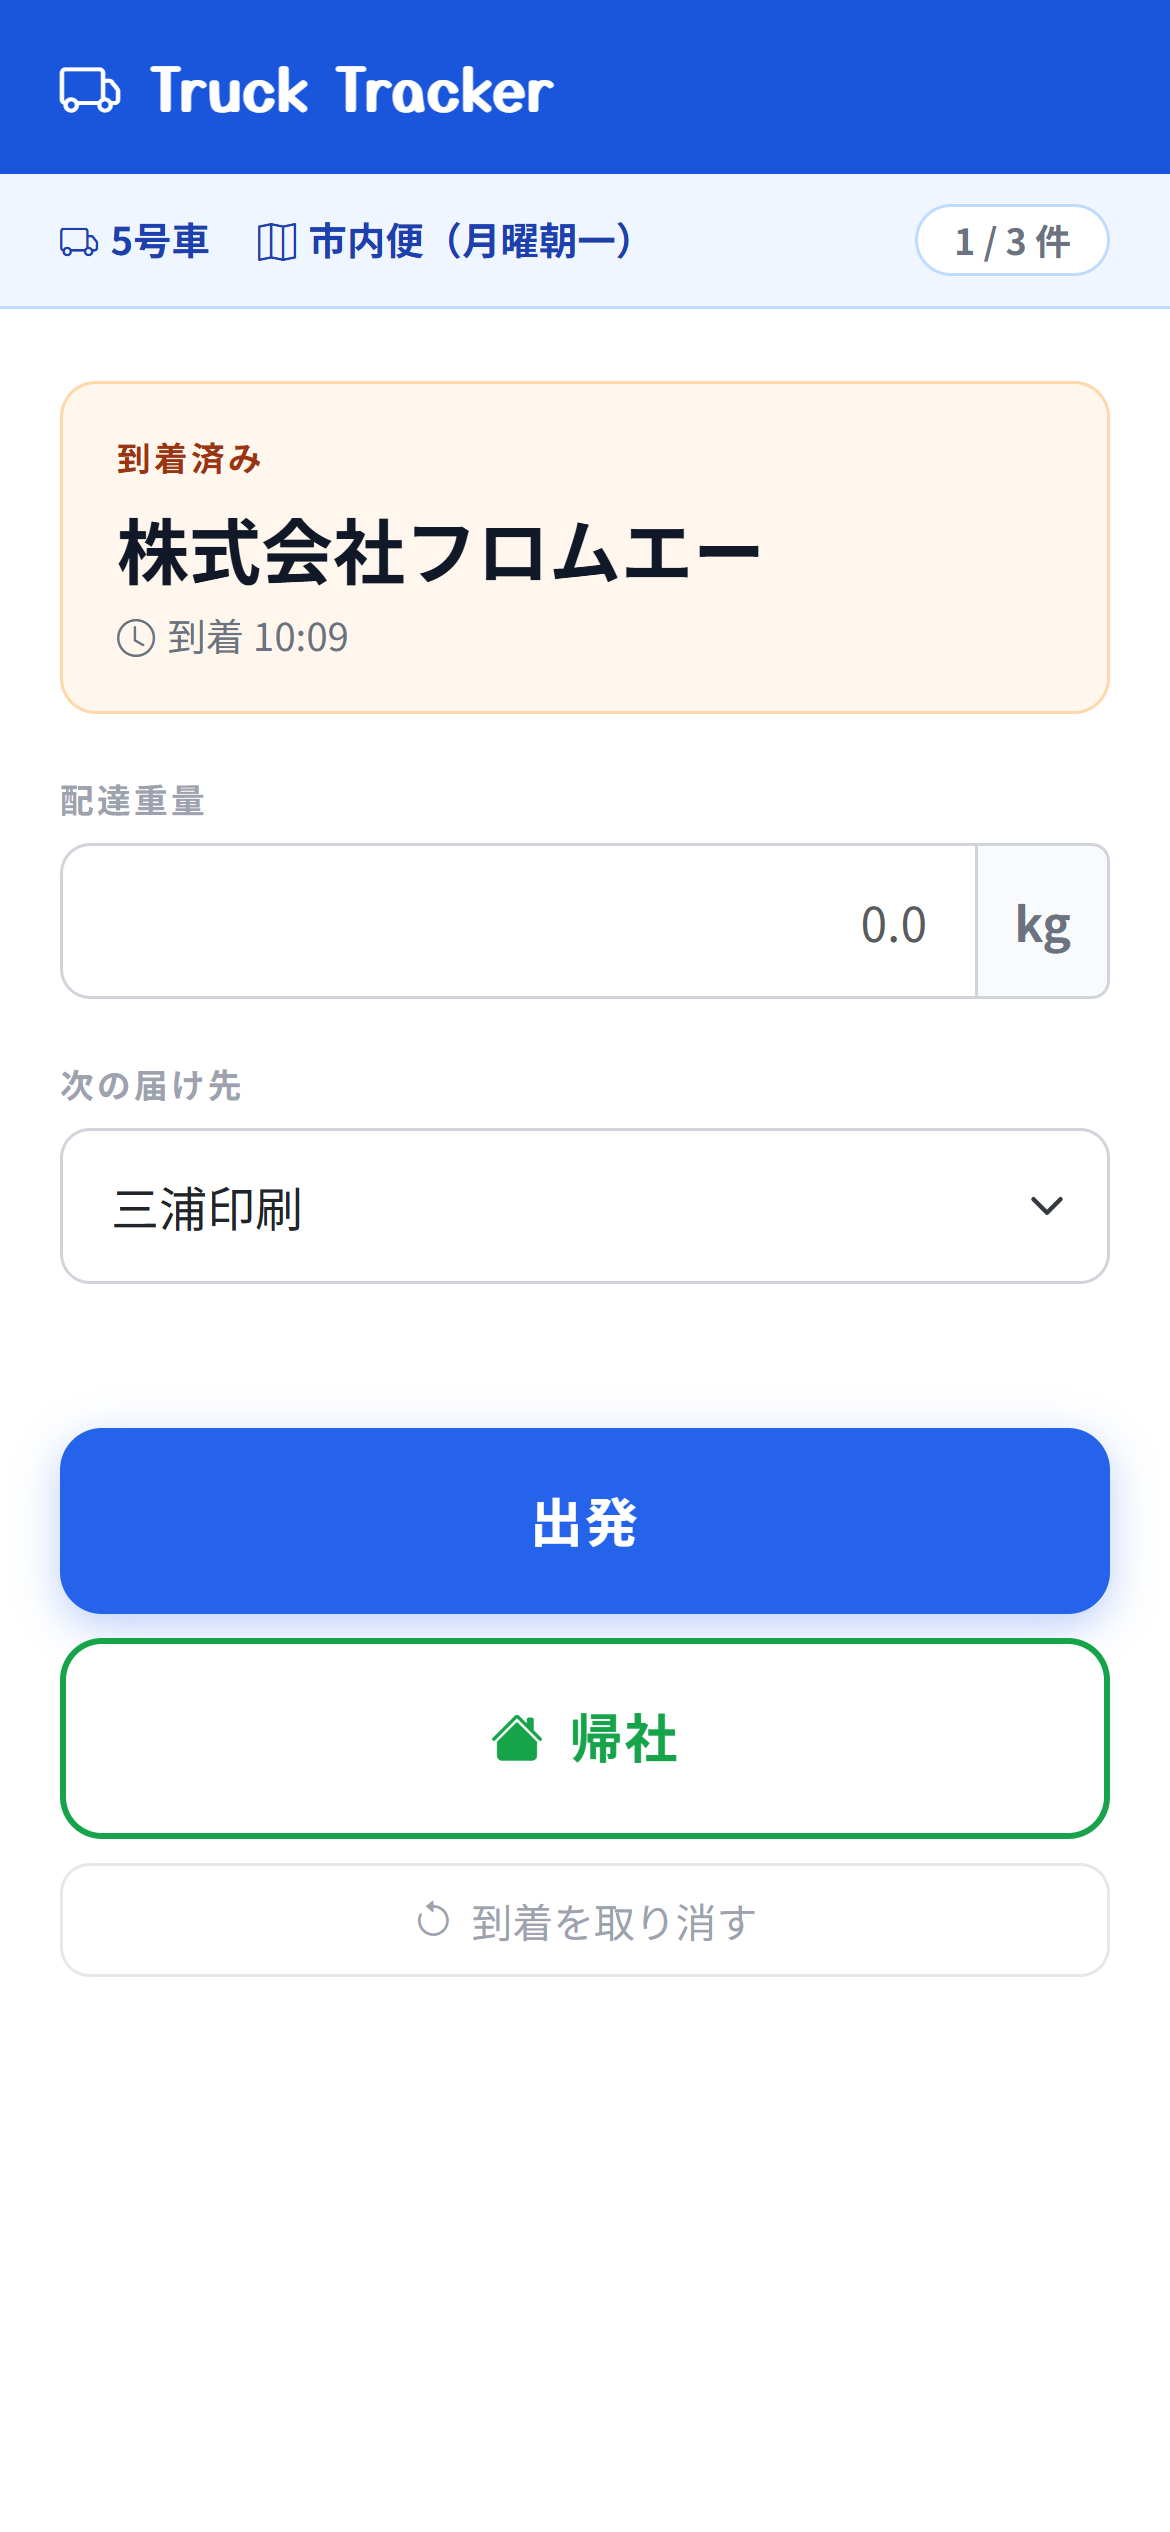 Truck Tracker
5号車 市内便（月曜朝一） 1 / 3 件
到着済み
株式会社フロムエー
到着 10:09
配達重量
0.0 kg
次の届け先
三浦印刷
出発
帰社
到着を取り消す